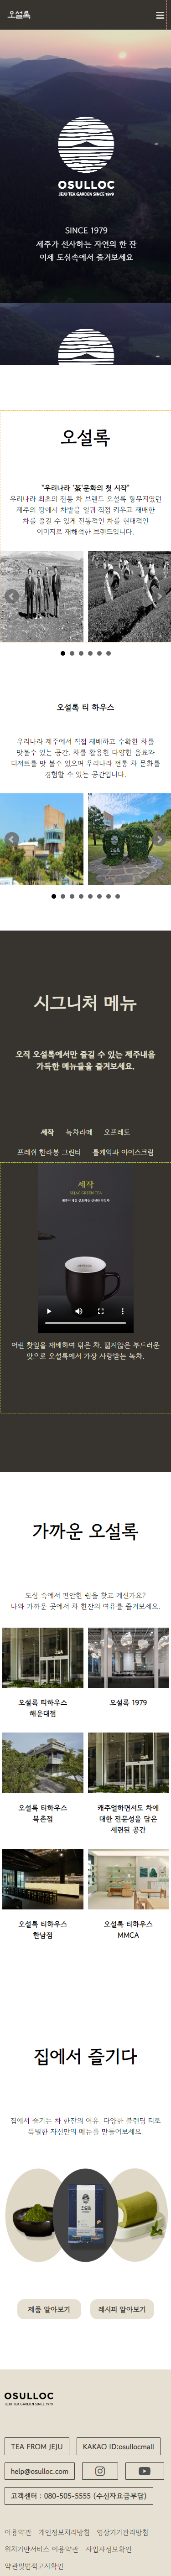 오설록
OSULLOC
JEJU TEA GARDEN SINCE 1979
SINCE 1979
제주가 선사하는 자연의 한 잔
이제 도심속에서 즐겨보세요
오설록
"우리나라 '茶'문화의 첫 시작"
우리나라 최초의 전통 차 브랜드 오설록 황무지였던
제주의 땅에서 차밭을 일궈 직접 키우고 재배한
차를 즐길 수 있게 전통적인 차를 현대적인
이미지로 재해석한 브랜드입니다.
오설록 티 하우스
우리나라 제주에서 직접 재배하고 수확한 차를
맛볼수 있는 공간. 차를 활용한 다양한 음료와
디저트를 맛 볼수 있으며 우리나라 전통 차 문화를
경험할 수 있는 공간입니다.
시그니처 메뉴
오직 오설록에서만 즐길 수 있는 제주내음
가득한 메뉴들을 즐겨보세요.
세작 녹차라떼 오프레도
프레쉬 한라봉 그린티 롤케익과 아이스크림
세작
SEJAC GREEN TEA
어린 찻잎을 재배하여 덖은 차. 떫지않은 부드러운
맛으로 오설록에서 가장 사랑받는 녹차.
가까운 오설록
도심 속에서 편안한 쉼을 찾고 계신가요?
나와 가까운 곳에서 차 한잔의 여유를 즐겨보세요.
오설록 티하우스
해운대점
오설록 1979
오설록 티하우스
북촌점
캐주얼하면서도 차에
대한 전문성을 담은
세련된 공간
오설록 티하우스
한남점
오설록 티하우스
MMCA
집에서 즐기다
집에서 즐기는 차 한잔의 여유. 다양한 블렌딩 티로
특별한 자신만의 메뉴를 만들어보세요.
제품 알아보기
레시피 알아보기
OSULLOC
JEJU TEA GARDEN SINCE 1979
TEA FROM JEJU
KAKAO ID:osullocmall
help@osulloc.com
고객센터 : 080-505-5555 (수신자요금부담)
이용약관 개인정보처리방침 영상기기관리방침
위치기반서비스 이용약관 사업자정보확인
약관및법적고지확인